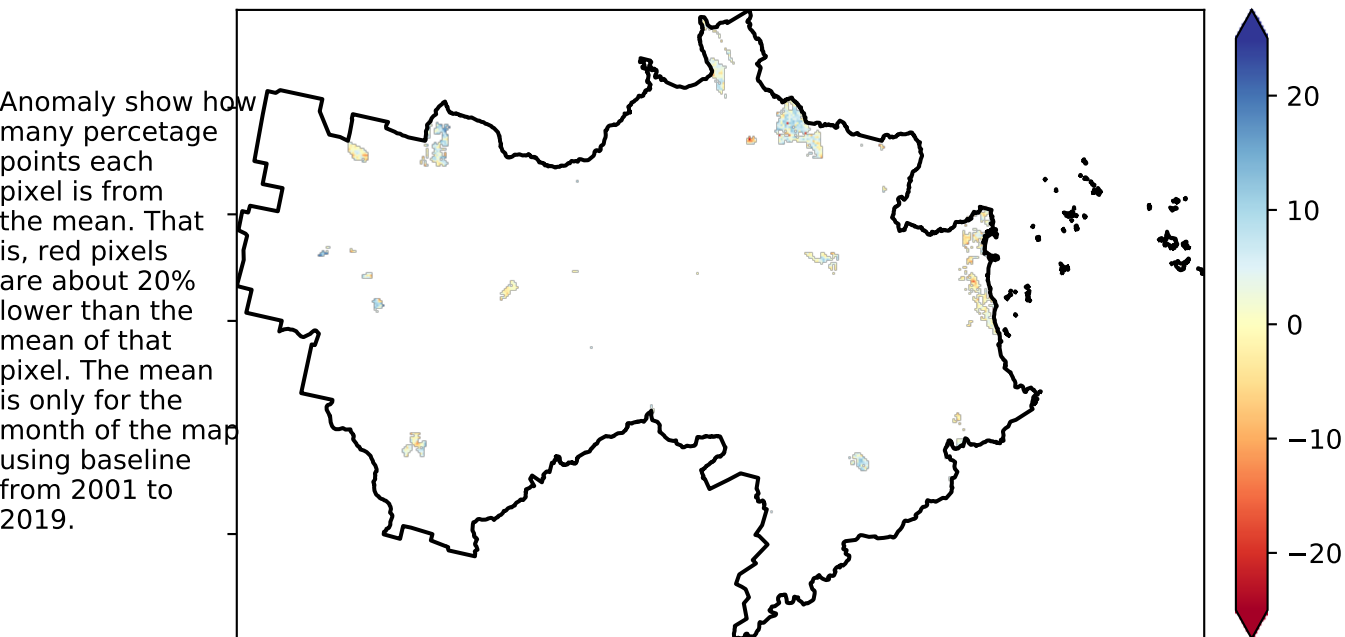 Anomaly show how
many percetage
points each
pixel is from
the mean. That
is, red pixels
are about 20%
lower than the
mean of that
pixel. The mean
is only for the
month of the map
using baseline
from 2001 to
2019.
20
10
0
−10
−20